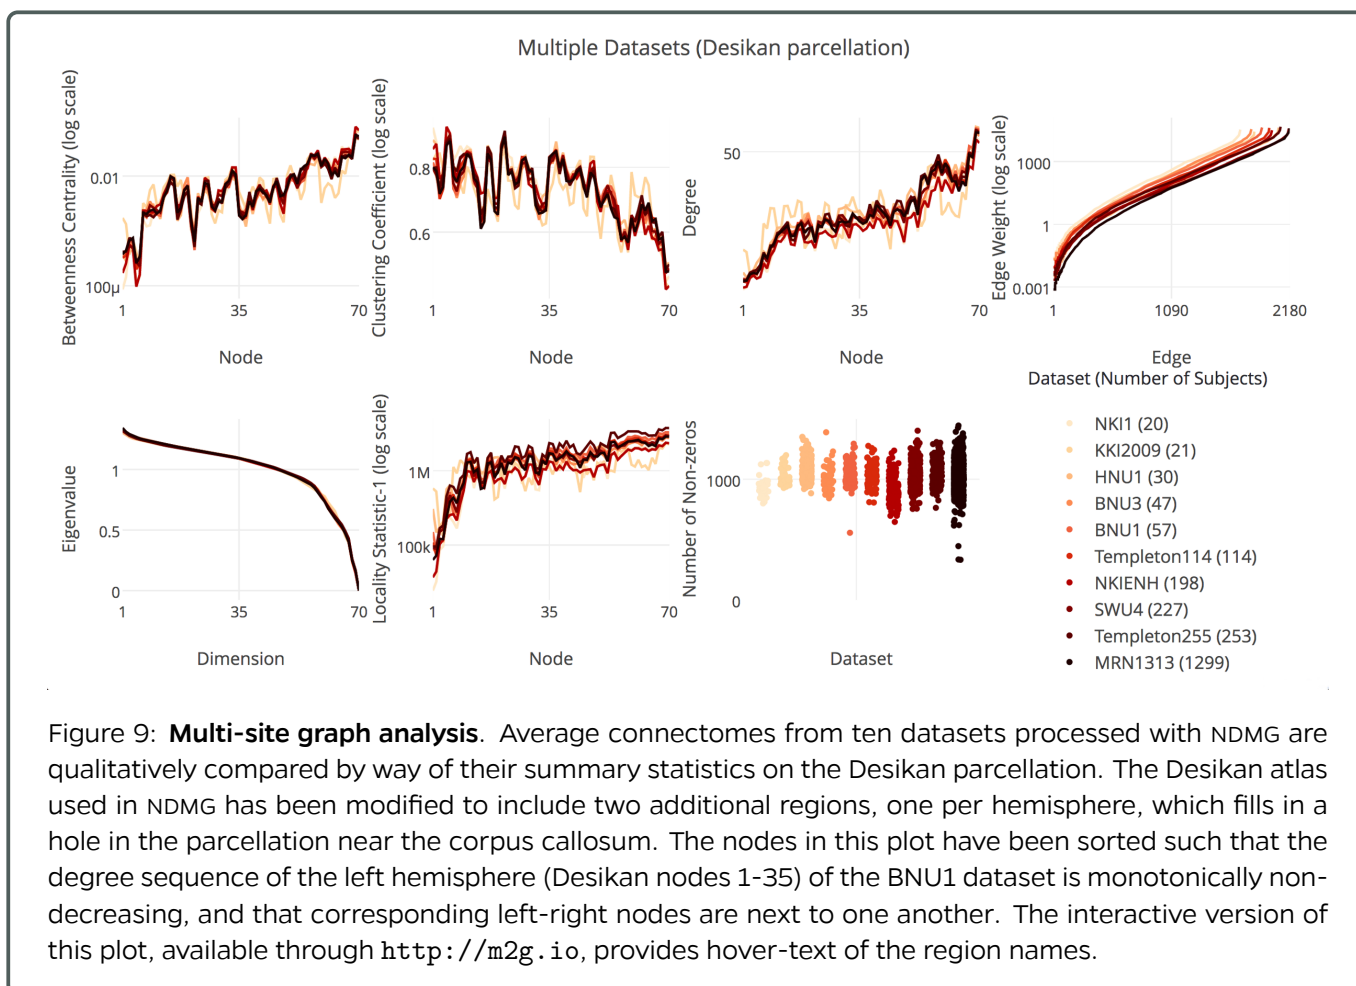 Multiple Datasets (Desikan parcellation)
Betweenness Centrality (log scale)
0.01
100μ
1
35
70
Node
Clustering Coefficient (log scale)
0.8
0.6
1
35
70
Node
Degree
50
1
35
70
Node
Edge Weight (log scale)
1000
1
0.001
1
1090
2180
Edge
Eigenvalue
1
0.5
0
1
35
70
Dimension
Locality Statistic-1 (log scale)
1M
100k
1
35
70
Node
Number of Non-zeros
1000
0
Dataset
Dataset (Number of Subjects)
NKI1 (20)
KKI2009 (21)
HNU1 (30)
BNU3 (47)
BNU1 (57)
Templeton114 (114)
NKIENH (198)
SWU4 (227)
Templeton255 (253)
MRN1313 (1299)
Figure 9: Multi-site graph analysis. Average connectomes from ten datasets processed with NDMG are
qualitatively compared by way of their summary statistics on the Desikan parcellation. The Desikan atlas
used in NDMG has been modified to include two additional regions, one per hemisphere, which fills in a
hole in the parcellation near the corpus callosum. The nodes in this plot have been sorted such that the
degree sequence of the left hemisphere (Desikan nodes 1-35) of the BNU1 dataset is monotonically non-
decreasing, and that corresponding left-right nodes are next to one another. The interactive version of
this plot, available through http://m2g.io, provides hover-text of the region names.